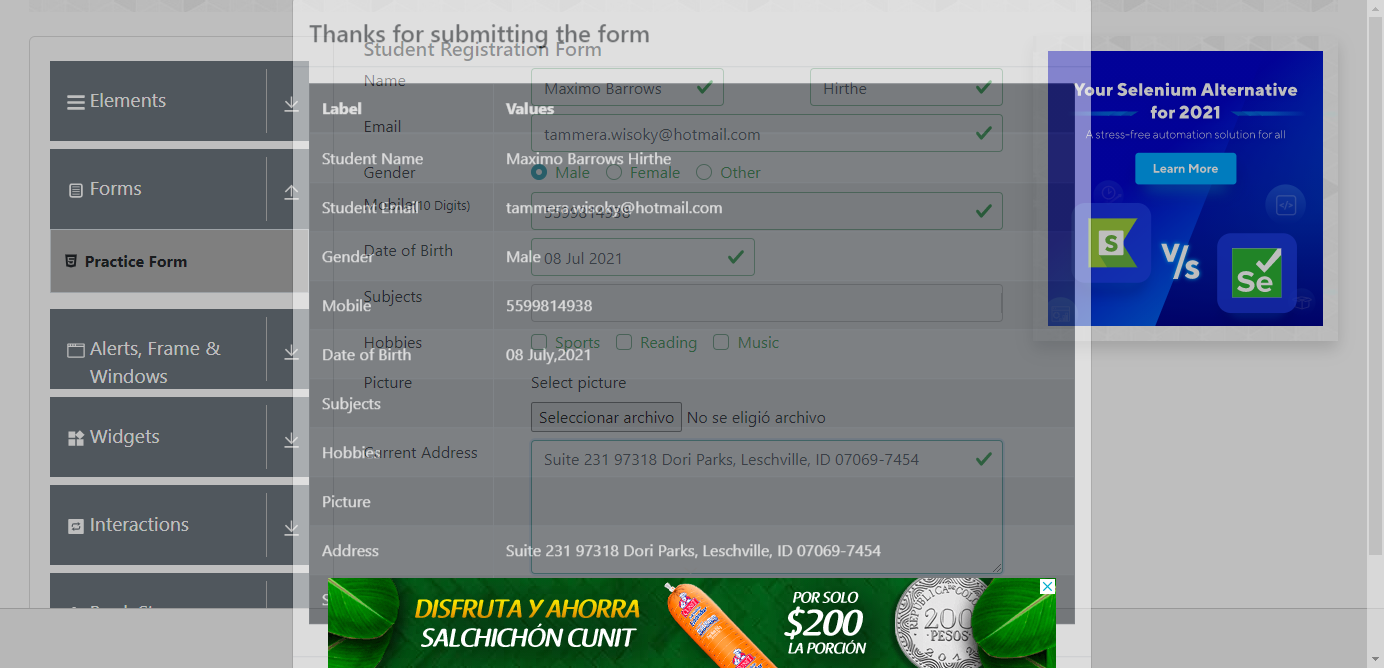 Thanks for submitting the form
Student Registration Form
Elements
Forms
Practice Form
Alerts, Frame &
Windows
Widgets
Interactions
Name
Maximo Barrows
Hirthe
Label
Values
Email
tammera.wisoky@hotmail.com
Student Name
Maximo Barrows Hirthe
Gender
Male
Female
Other
Student Email
tammera.wisoky@hotmail.com
Mobile(10 Digits)
5599814938
Gender
Male
Date of Birth
08 Jul 2021
Mobile
5599814938
Subjects
Date of Birth
08 July,2021
Hobbies
Sports
Reading
Music
Picture
Select picture
Subjects
Seleccionar archivo
No se eligió archivo
Hobbies
Current Address
Suite 231 97318 Dori Parks, Leschville, ID 07069-7454
Picture
Address
Suite 231 97318 Dori Parks, Leschville, ID 07069-7454
Your Selenium Alternative
for 2021
A stress-free automation solution for all
Learn More
S
V/s
Se
DISFRUTA Y AHORRA
SALCHICHÓN CUNIT
POR SOLO
$200
LA PORCIÓN
200
PESOS